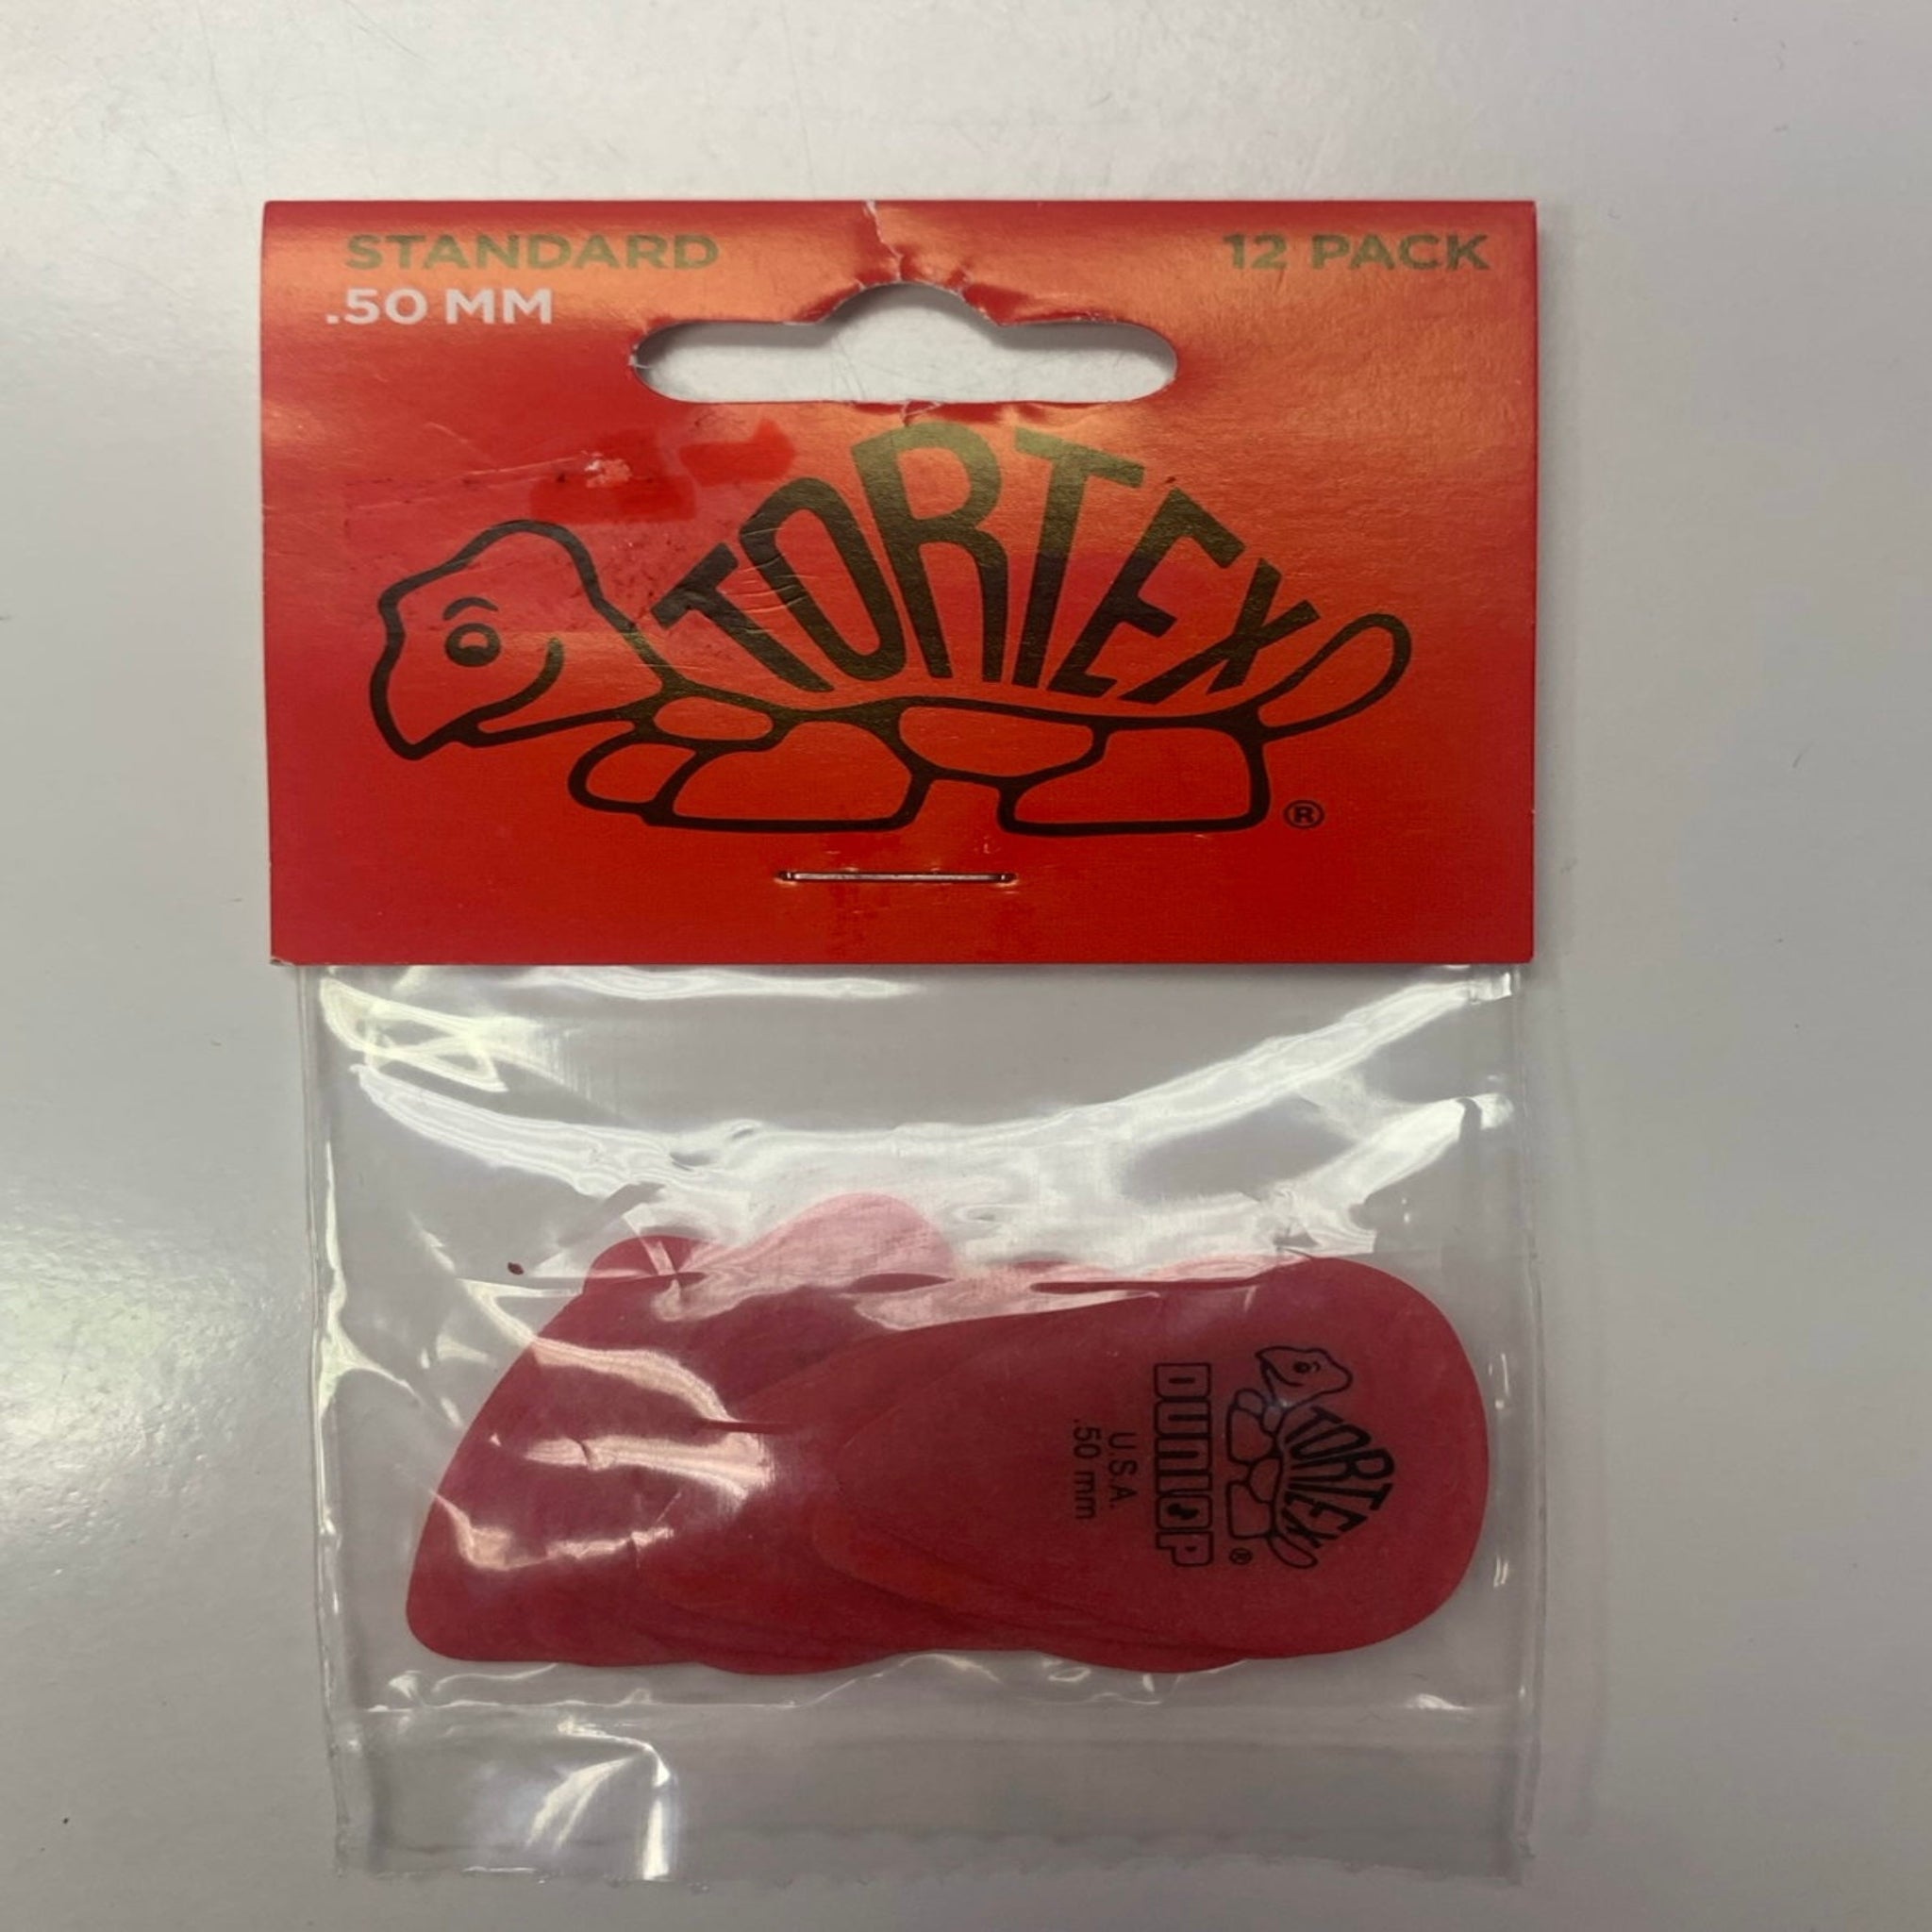 STANDARD
12 PACK
.50 MM
TORTEX
®
TORTEX
®
DUNLOP
U.S.A.
.50 mm